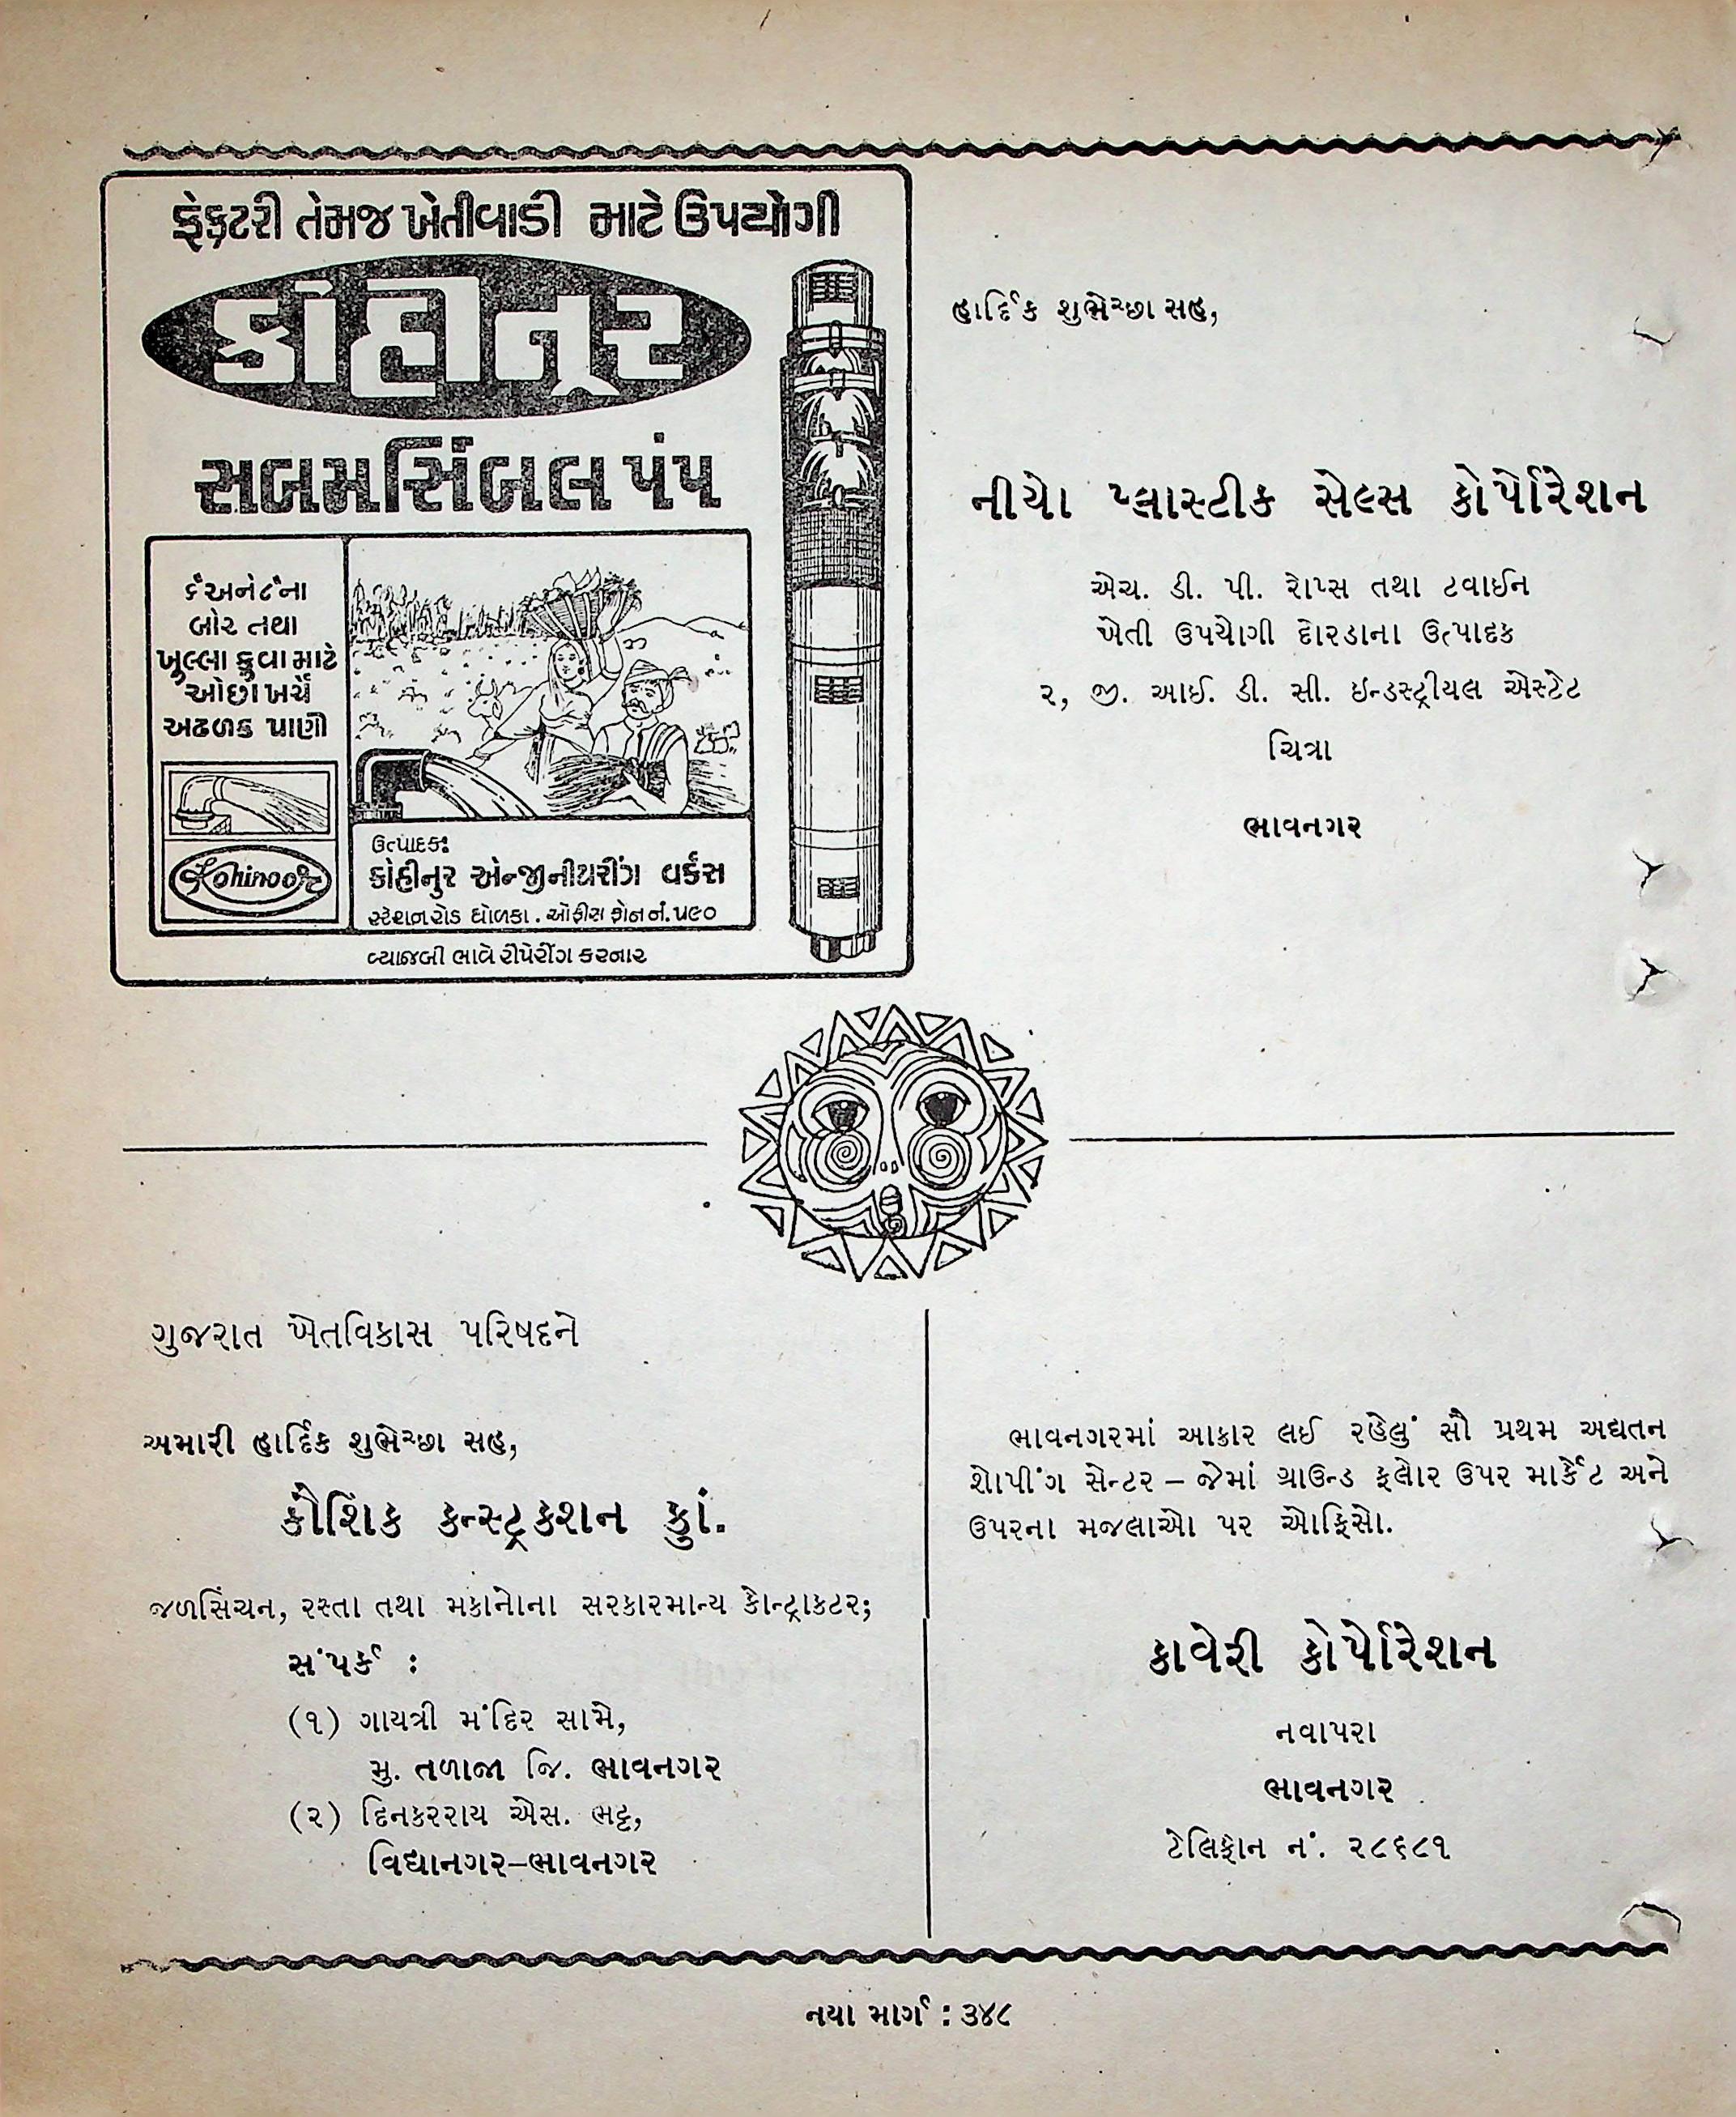 ફેક્ટરી તેમજ ખેતીવાડી માટે ઉપયોગી
કોહીનૂર
સબમર્સિબલ પંપ
૬"અને ૮"ના
બોર તથા
ખુલ્લા કુવા માટે
ઓછા ખર્ચે
અઢળક પાણી
Kohinoor
ઉત્પાદક:
કોહીનુર એન્જીનીયરીંગ વર્કસ
સ્ટેશન રોડ ધોળકા. ઓફીસ ફોન નં. ૫૯૦
વ્યાજબી ભાવે રીપેરીંગ કરનાર
હાર્દિક શુભેચ્છા સહ,
નીયો પ્લાસ્ટીક સેલ્સ કોર્પોરેશન
એચ. ડી. પી. રોપ્સ તથા ટવાઈન
ખેતી ઉપયોગી દોરડાના ઉત્પાદક
૨, જી. આઈ. ડી. સી. ઇન્ડસ્ટ્રીયલ એસ્ટેટ
ચિત્રા
ભાવનગર
ગુજરાત ખેતવિકાસ પરિષદને
અમારી હાર્દિક શુભેચ્છા સહ,
કૌશિક કન્સ્ટ્રકશન કું.
જળસિંચન, રસ્તા તથા મકાનોના સરકારમાન્ય કોન્ટ્રાકટર;
સંપર્ક :
(૧) ગાયત્રી મંદિર સામે,
મુ. તળાજા જિ. ભાવનગર
(૨) દિનકરરાય એસ. ભટ્ટ,
વિદ્યાનગર–ભાવનગર
ભાવનગરમાં આકાર લઈ રહેલું સૌ પ્રથમ અદ્યતન
શોપીંગ સેન્ટર – જેમાં ગ્રાઉન્ડ ફલોર ઉપર માર્કેટ અને
ઉપરના મજલાઓ પર ઓફિસો.
કાવેરી કોર્પોરેશન
નવાપરા
ભાવનગર
ટેલિફોન નં. ૨૮૬૮૧
નયા માર્ગ : ૩૪૮